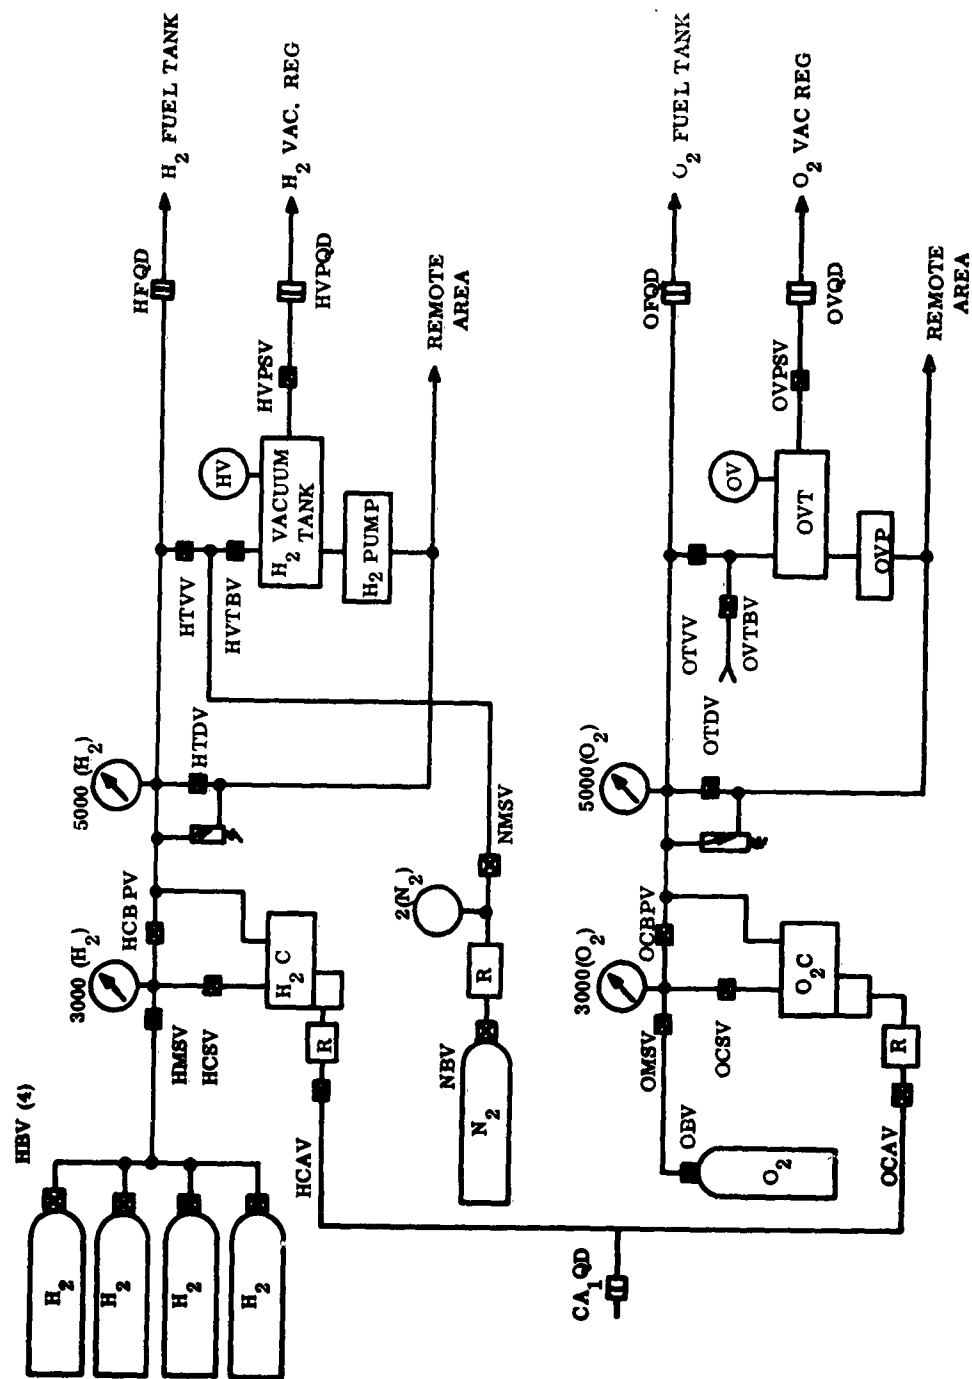 HBV (4)
H2
H2
H2
H2
3000 (H2)
HMSV
HCSV
HCBPV
H2 C
R
HCAV
5000 (H2)
HTDV
HTVV
HVTBV
HV
H2 VACUUM
TANK
H2 PUMP
HVPSV
HFQD
HVPQD
H2 FUEL TANK
H2 VAC. REG
REMOTE
AREA
NBV
N2
R
2(N2)
NMSV
CA1 QD
OBV
O2
OMSV
OCSV
3000(O2)
OCBPV
O2C
R
OCAV
5000(O2)
OTDV
OTVV
OVTBV
OV
OVT
OVP
OVPSV
OFQD
OVQD
O2 FUEL TANK
O2 VAC REG
REMOTE
AREA